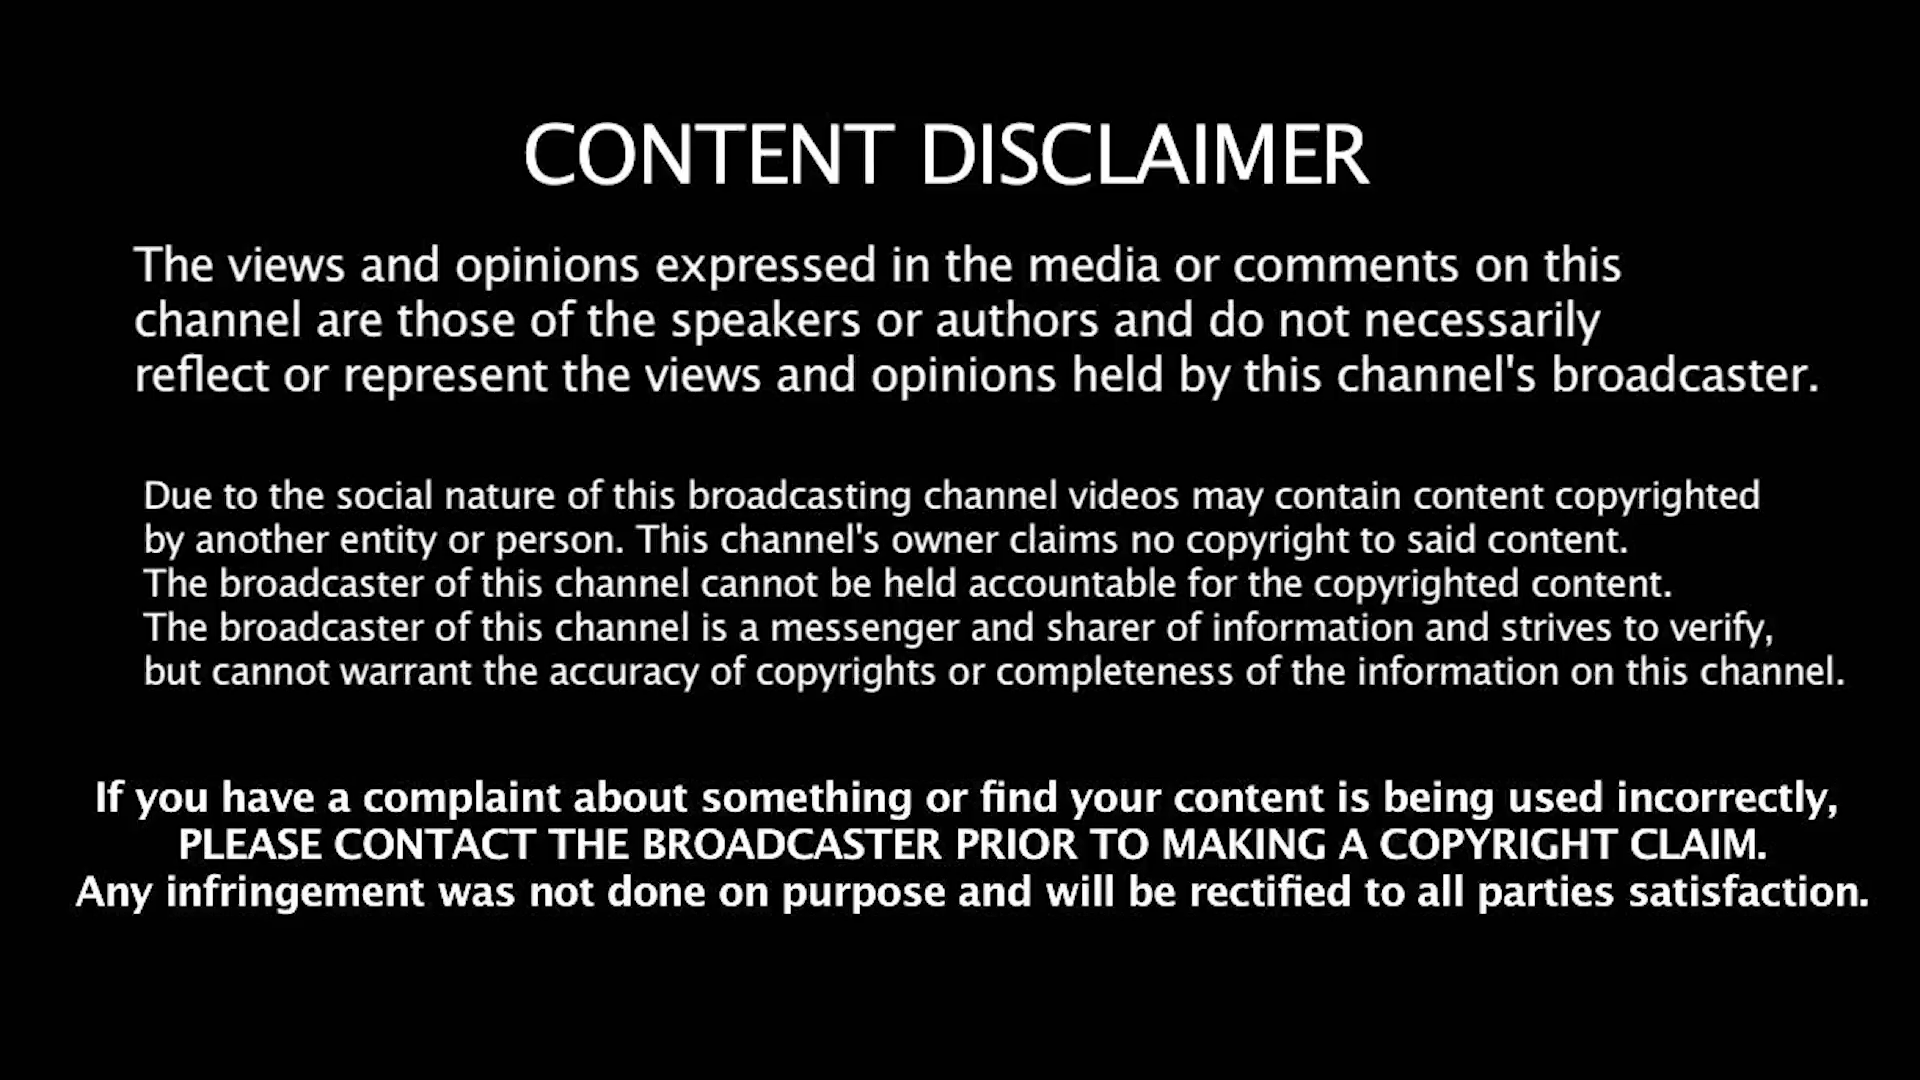 CONTENT DISCLAIMER
The views and opinions expressed in the media or comments on this
channel are those of the speakers or authors and do not necessarily
reflect or represent the views and opinions held by this channel's broadcaster.
Due to the social nature of this broadcasting channel videos may contain content copyrighted
by another entity or person. This channel's owner claims no copyright to said content.
The broadcaster of this channel cannot be held accountable for the copyrighted content.
The broadcaster of this channel is a messenger and sharer of information and strives to verify,
but cannot warrant the accuracy of copyrights or completeness of the information on this channel.
If you have a complaint about something or find your content is being used incorrectly,
PLEASE CONTACT THE BROADCASTER PRIOR TO MAKING A COPYRIGHT CLAIM.
Any infringement was not done on purpose and will be rectified to all parties satisfaction.